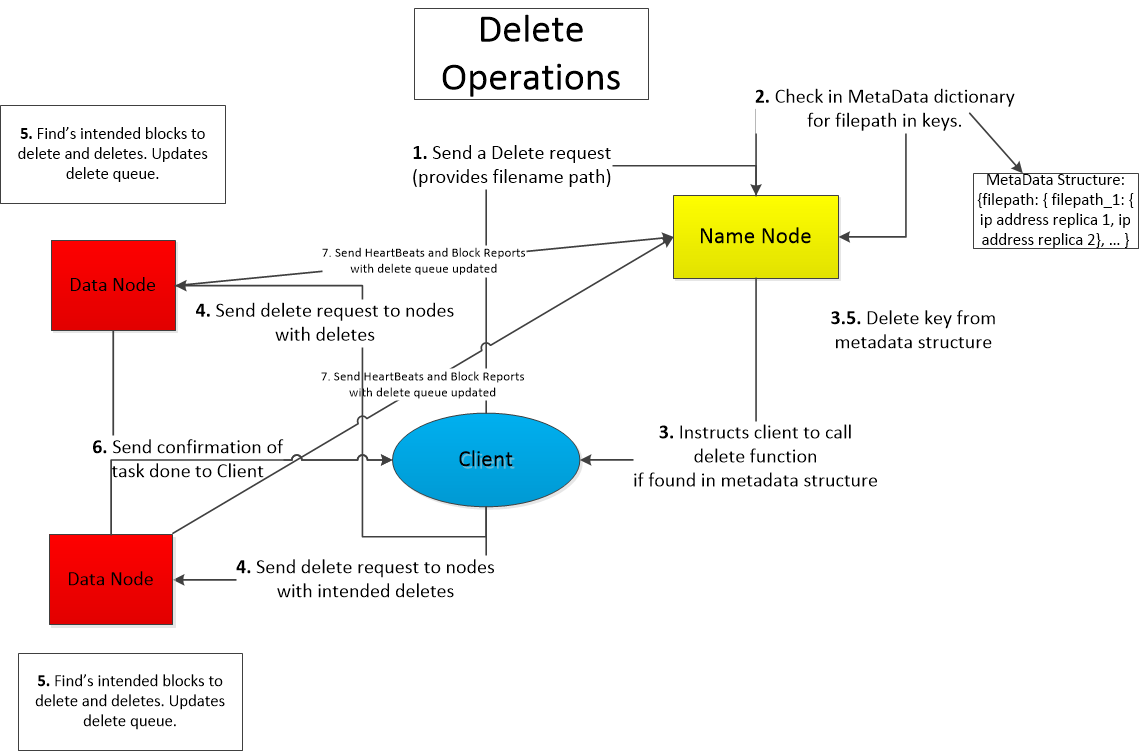 Delete
Operations
2. Check in MetaData dictionary
for filepath in keys.
5. Find's intended blocks to
delete and deletes. Updates
delete queue.
1. Send a Delete request
(provides filename path)
MetaData Structure:
{filepath: { filepath_1: {
ip address replica 1, ip
address replica 2}, ... }
Name Node
7. Send HeartBeats and Block Reports
with delete queue updated
Data Node
4. Send delete request to nodes
with deletes
3.5. Delete key from
metadata structure
7. Send HeartBeats and Block Reports
with delete queue updated
6. Send confirmation of
task done to Client
Client
3. Instructs client to call
delete function
if found in metadata structure
Data Node
4. Send delete request to nodes
with intended deletes
5. Find's intended blocks to
delete and deletes. Updates
delete queue.